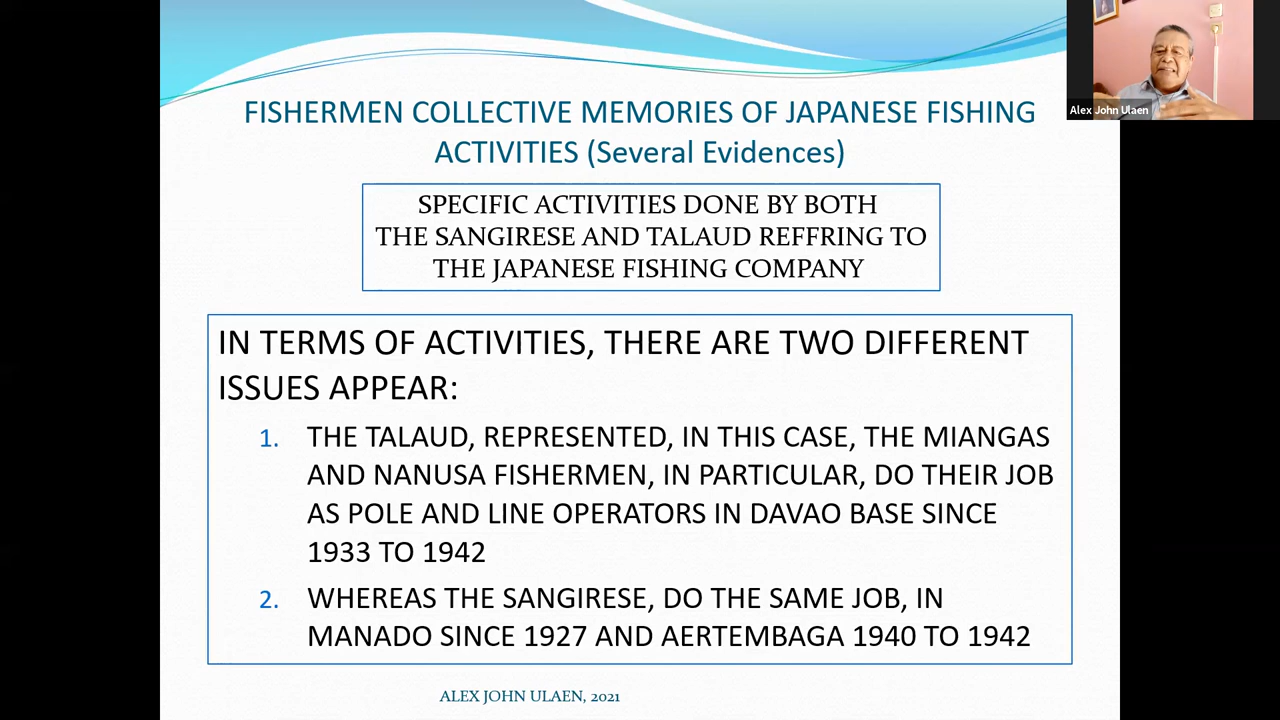 Alex John Ulaen
FISHERMEN COLLECTIVE MEMORIES OF JAPANESE FISHING
ACTIVITIES (Several Evidences)
SPECIFIC ACTIVITIES DONE BY BOTH
THE SANGIRESE AND TALAUD REFFRING TO
THE JAPANESE FISHING COMPANY
IN TERMS OF ACTIVITIES, THERE ARE TWO DIFFERENT
ISSUES APPEAR:
1. THE TALAUD, REPRESENTED, IN THIS CASE, THE MIANGAS
AND NANUSA FISHERMEN, IN PARTICULAR, DO THEIR JOB
AS POLE AND LINE OPERATORS IN DAVAO BASE SINCE
1933 TO 1942
2. WHEREAS THE SANGIRESE, DO THE SAME JOB, IN
MANADO SINCE 1927 AND AERTEMBAGA 1940 TO 1942
ALEX JOHN ULAEN, 2021